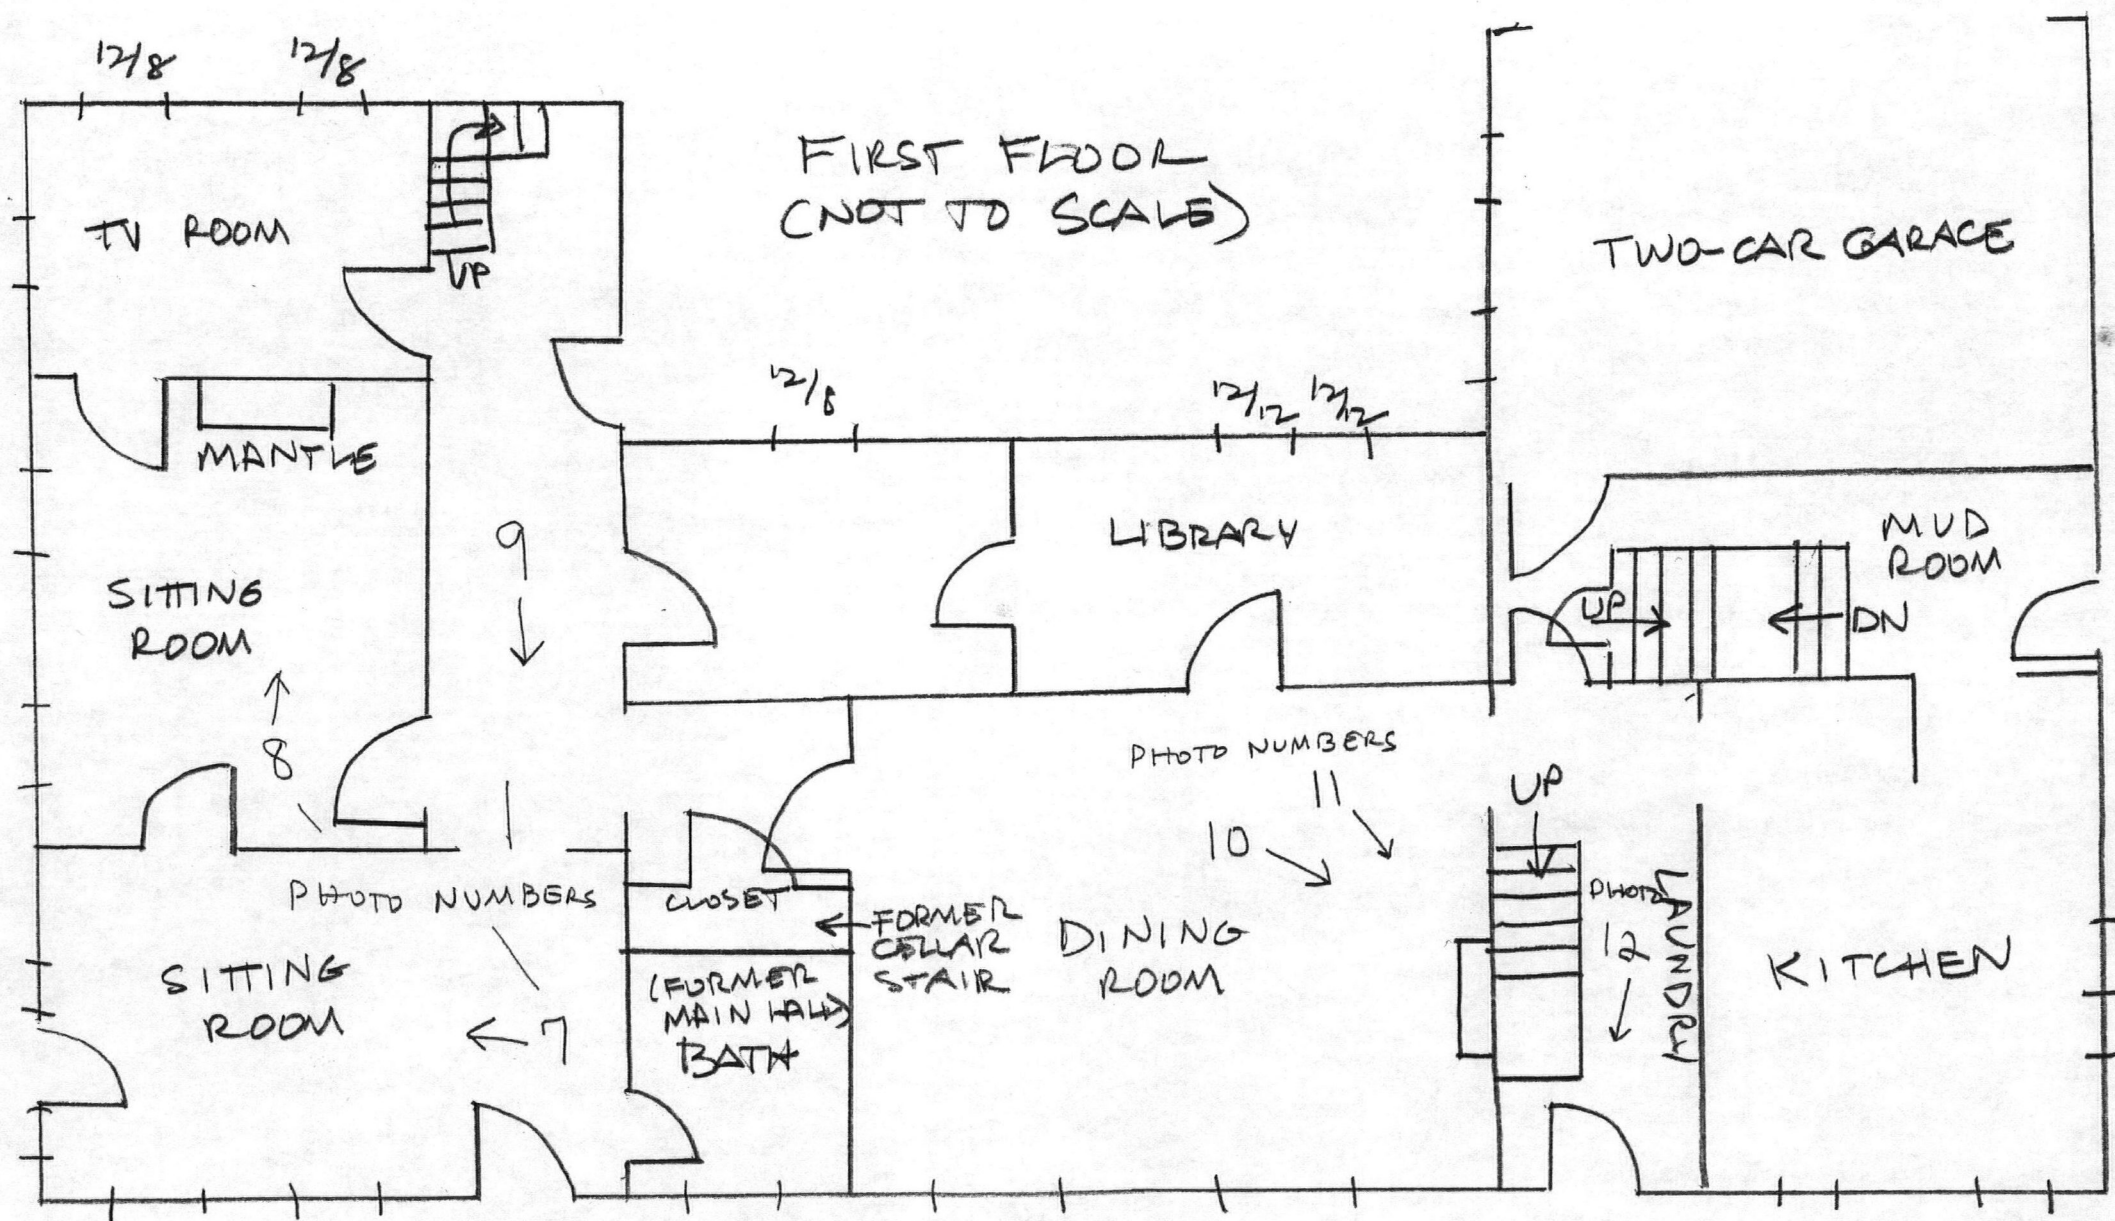 12/8
12/8
FIRST FLOOR
(NOT TO SCALE)
TWO-CAR GARAGE
TV ROOM
UP
12/8
12/12
12/12
MANTLE
9
LIBRARY
MUD
ROOM
SITTING
ROOM
UP
DN
8
PHOTO NUMBERS
11
10
UP
PHOTO NUMBERS
CLOSET
FORMER
CELLAR
STAIR
DINING
ROOM
PHOTO
12
LAUNDRY
KITCHEN
SITTING
ROOM
7
(FORMER
MAIN HALL)
BATH